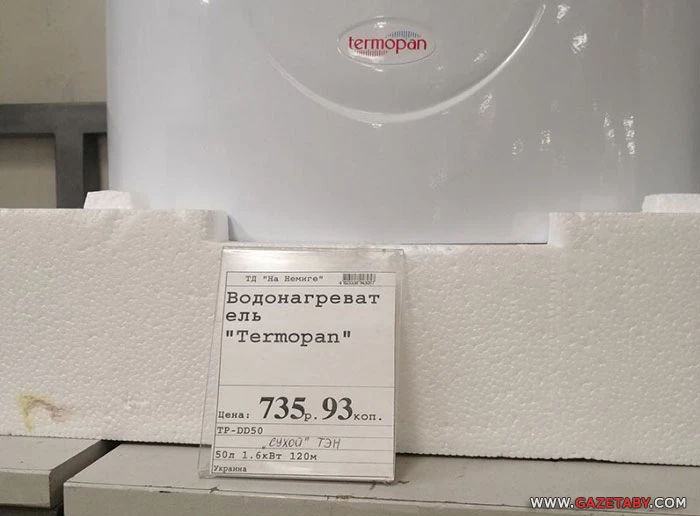 termopan
ТД "На Немиге"
Водонагреват
ель
"Termopan"
Цена: 735р.93коп.
TP-DD50
"СУХОЙ" ТЭН
50л 1.6кВт 120м
Украина
WWW.GAZETABY.COM